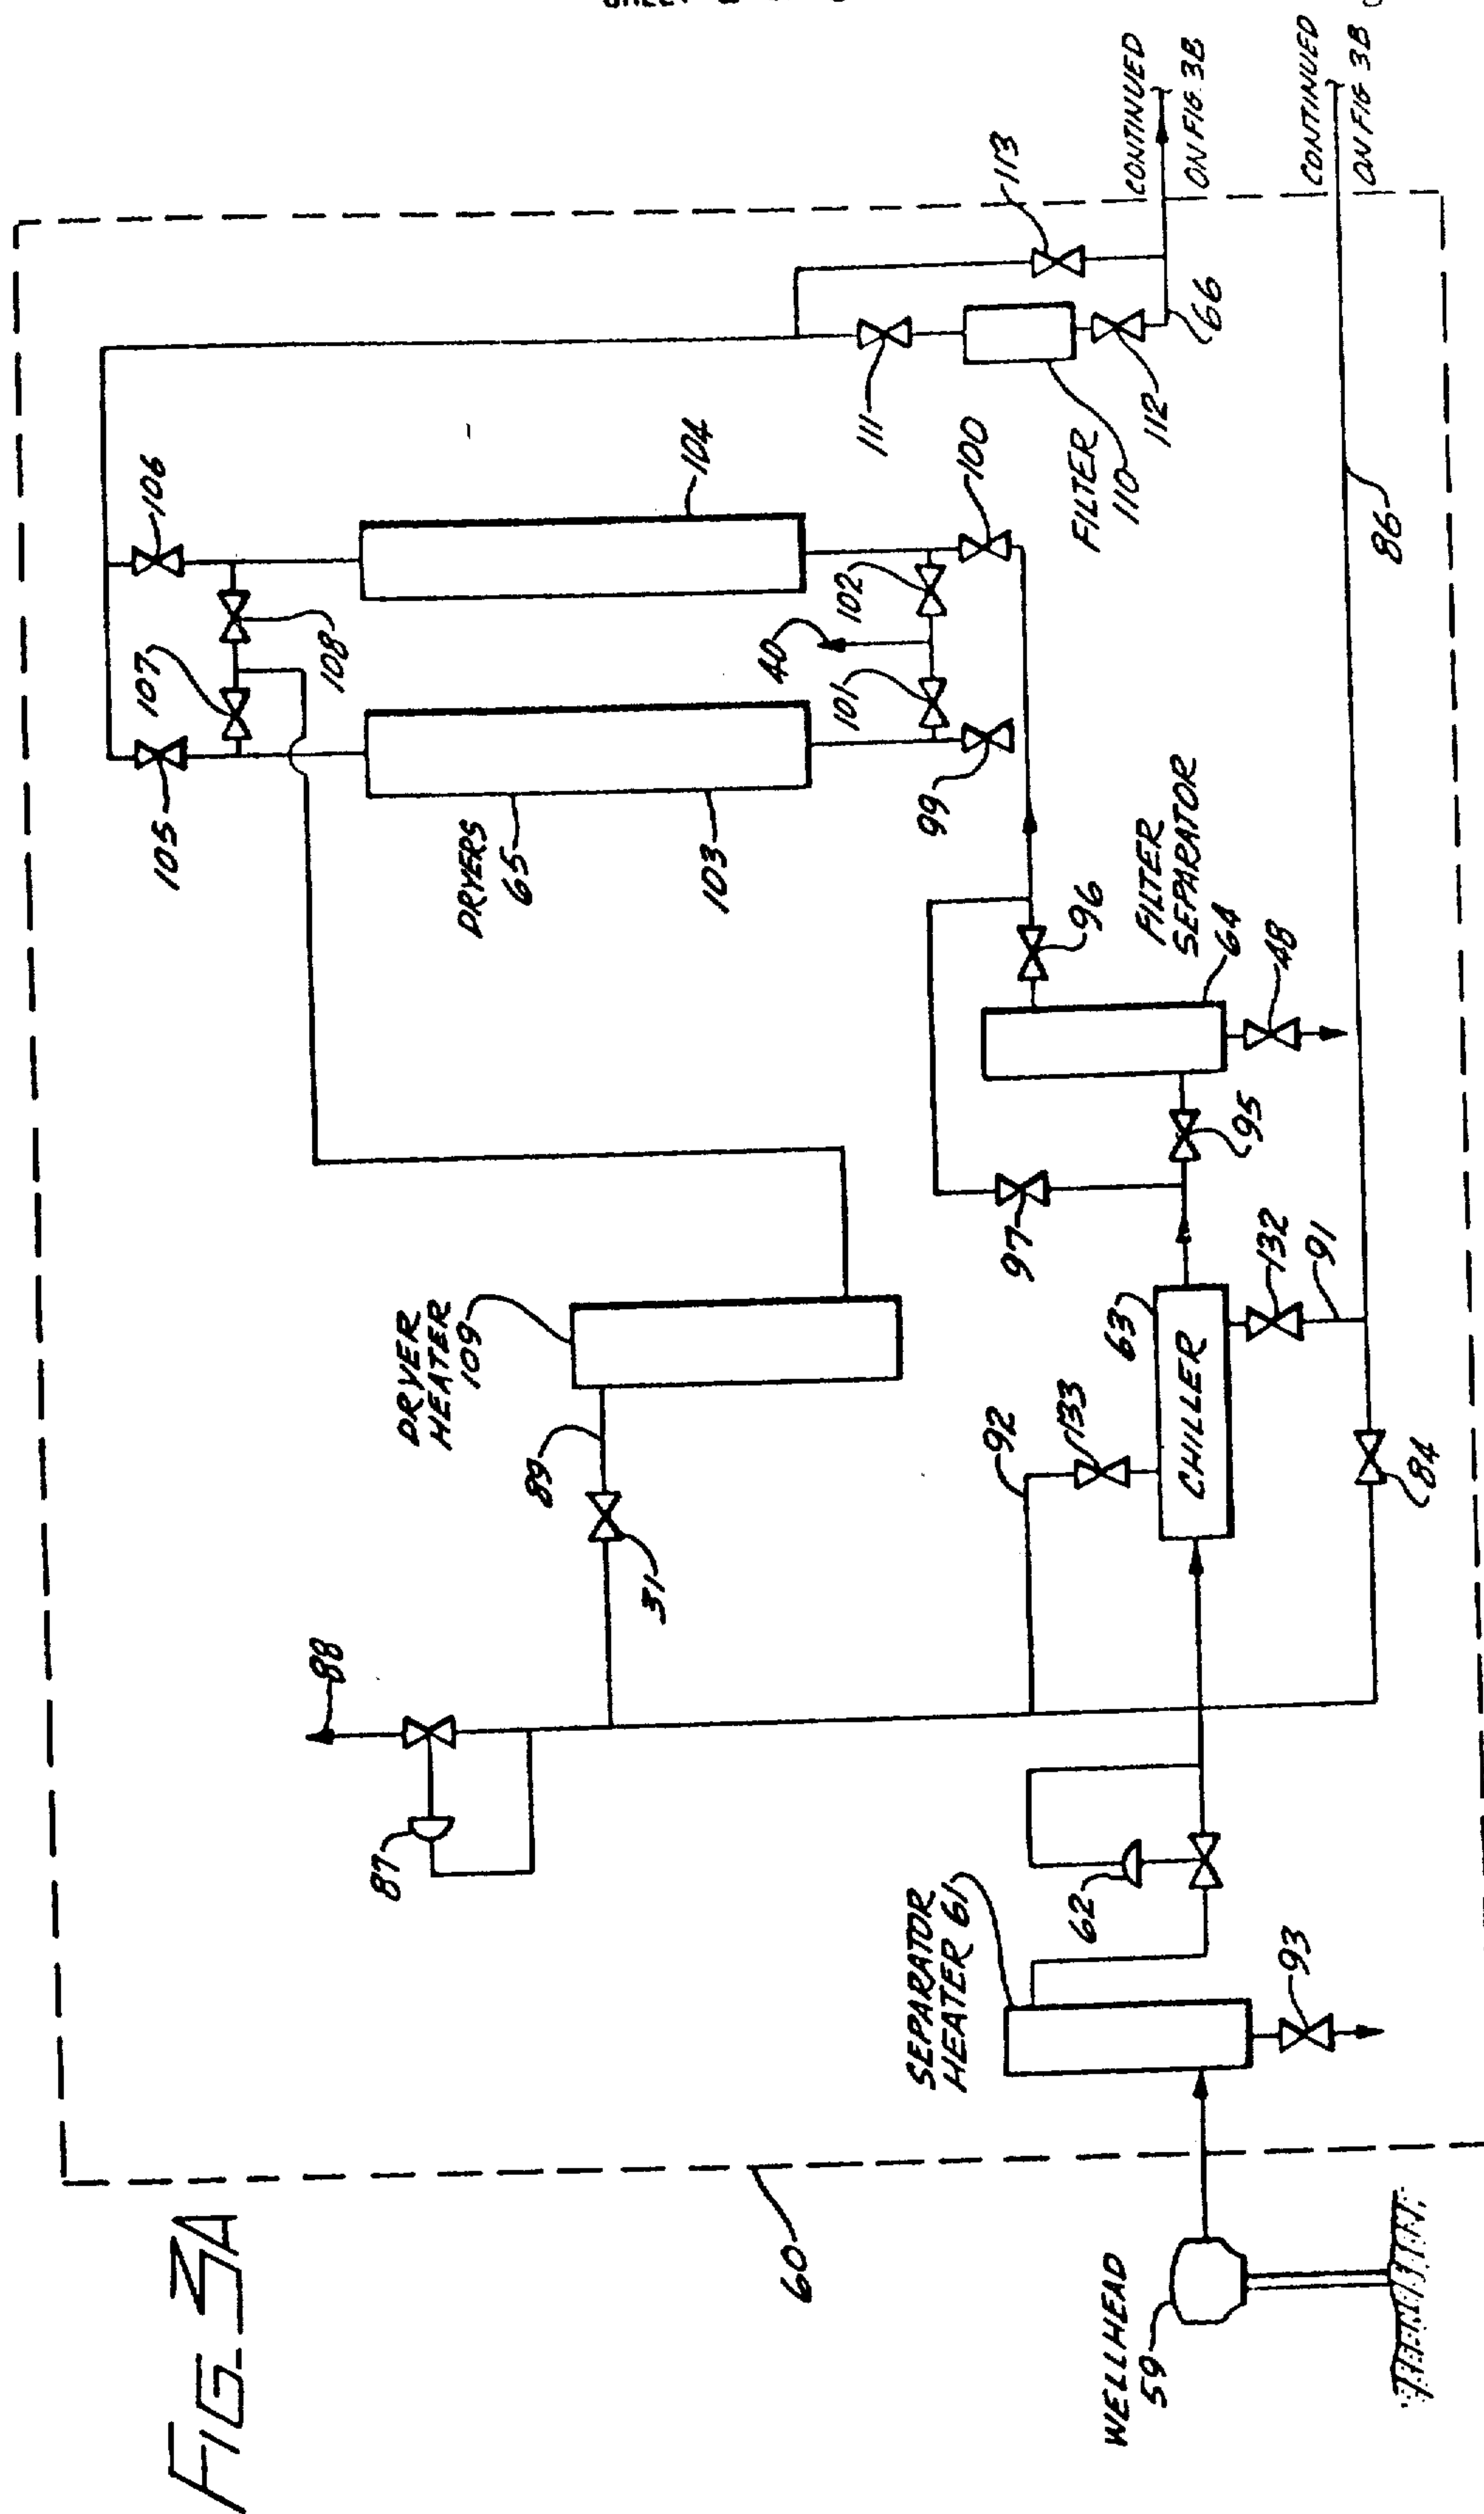 FIG. 3A
WELLHEAD
59
60
SEPARATOR
HEATER 61
93
62
87
88
31
89
DRYER
HEATER
109
92
133
CHILLER
63
84
132
91
97
95
FILTER
SEPARATOR
64
48
96
DRYERS
65
103
99
101
40
102
100
104
105
107
108
106
FILTER
110
111
112
113
66
86
CONTINUED
ON FIG. 3B
CONTINUED
ON FIG 3B